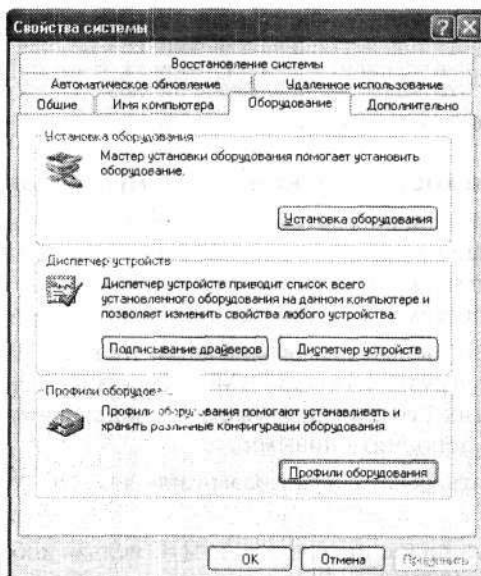 Свойства системы
Восстановление системы
Автоматическое обновление
Удаленное использование
Общие
Имя компьютера
Оборудование
Дополнительно
Установка оборудования
Мастер установки оборудования помогает установить
оборудование.
Установка оборудования
Диспетчер устройств
Диспетчер устройств приводит список всего
установленного оборудования на данном компьютере и
позволяет изменить свойства любого устройства.
Подписывание драйверов
Диспетчер устройств
Профили оборудова
Профили оборудования помогают устанавливать и
хранить различные конфигурации оборудования.
Профили оборудования
OK
Отмена
Применить